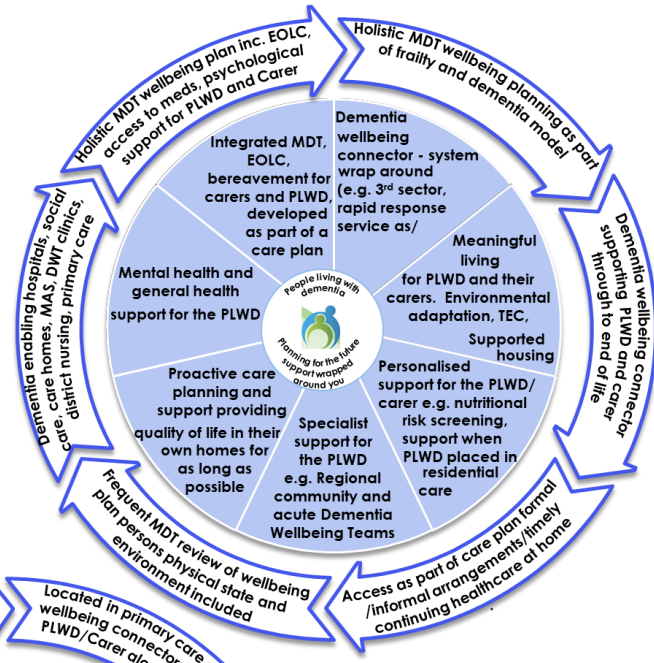 Holistic MDT wellbeing plan inc. EOLC,
access to meds, psychological
support for PLWD and Carer
Holistic MDT wellbeing planning as part
of frailty and dementia model
Dementia wellbeing connector
supporting PLWD and carer
through to end of life
Access as part of care plan formal
/informal arrangements/timely
continuing healthcare at home
.
Frequent MDT review of wellbeing
plan persons physical state and
environment included
Dementia enabling hospitals, social
care, care homes, MAS, DWT clinics,
district nursing, primary care
Integrated MDT,
EOLC,
bereavement for
carers and PLWD,
developed
as part of a
care plan
Dementia
wellbeing
connector - system
wrap around
(e.g. 3rd sector,
rapid response
service as/
Meaningful
living
for PLWD and their
carers. Environmental
adaptation, TEC,
Supported
housing
Personalised
support for the PLWD/
carer e.g. nutritional
risk screening,
support when
PLWD placed in
residential
care
Specialist
support for
the PLWD
e.g. Regional
community and
acute Dementia
Wellbeing Teams
Proactive care
planning and
support providing
quality of life in their
own homes for
as long as
possible
Mental health and
general health
support for the PLWD
People living with
dementia
Planning for the future
support wrapped
around you
Located in primary care
wellbeing connector
PLWD/Carer